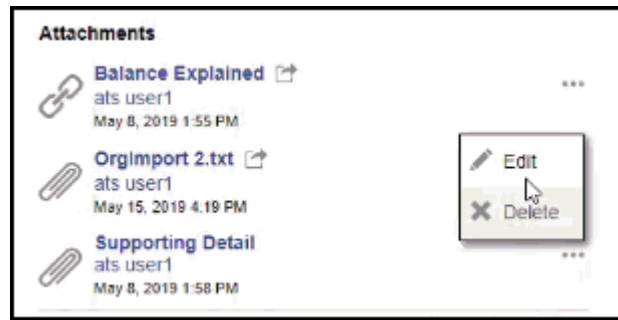 Attachments
Balance Explained
ats user1
May 8, 2019 1:55 PM
OrgImport 2.txt
ats user1
May 15, 2019 4:19 PM
Edit
Delete
Supporting Detail
ats user1
May 8, 2019 1:58 PM